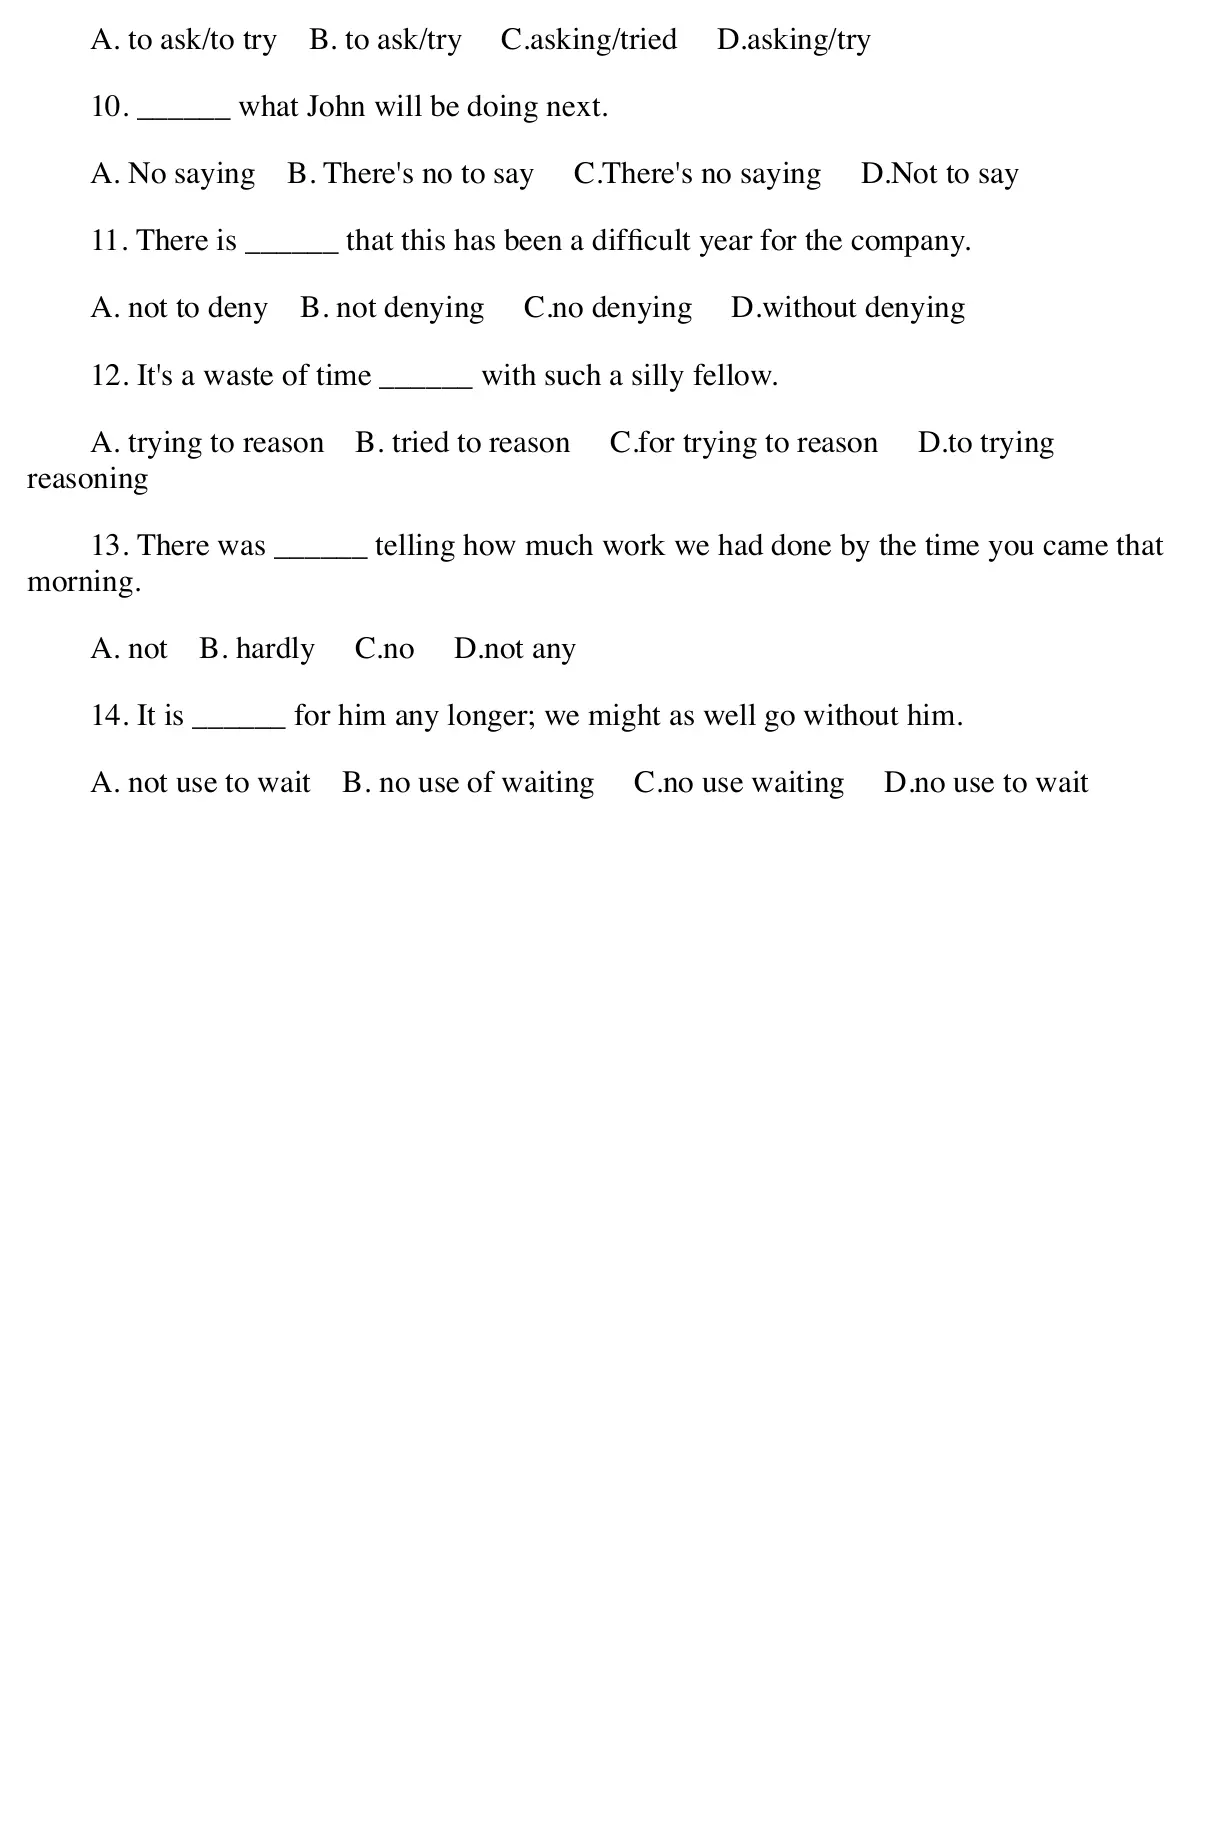 A. to ask/to try B. to ask/try C.asking/tried D.asking/try
10. ______ what John will be doing next.
A. No saying B. There's no to say C.There's no saying D.Not to say
11. There is ______ that this has been a difficult year for the company.
A. not to deny B. not denying C.no denying D.without denying
12. It's a waste of time ______ with such a silly fellow.
A. trying to reason B. tried to reason C.for trying to reason D.to trying
reasoning
13. There was ______ telling how much work we had done by the time you came that
morning.
A. not B. hardly C.no D.not any
14. It is ______ for him any longer; we might as well go without him.
A. not use to wait B. no use of waiting C.no use waiting D.no use to wait